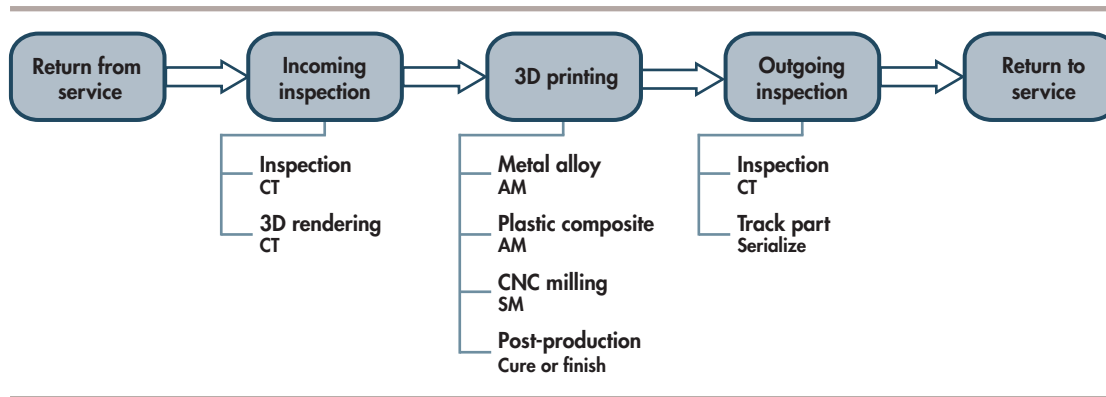 Return from
service
Incoming
inspection
3D printing
Outgoing
inspection
Return to
service
Inspection
CT
3D rendering
CT
Metal alloy
AM
Plastic composite
AM
CNC milling
SM
Post-production
Cure or finish
Inspection
CT
Track part
Serialize